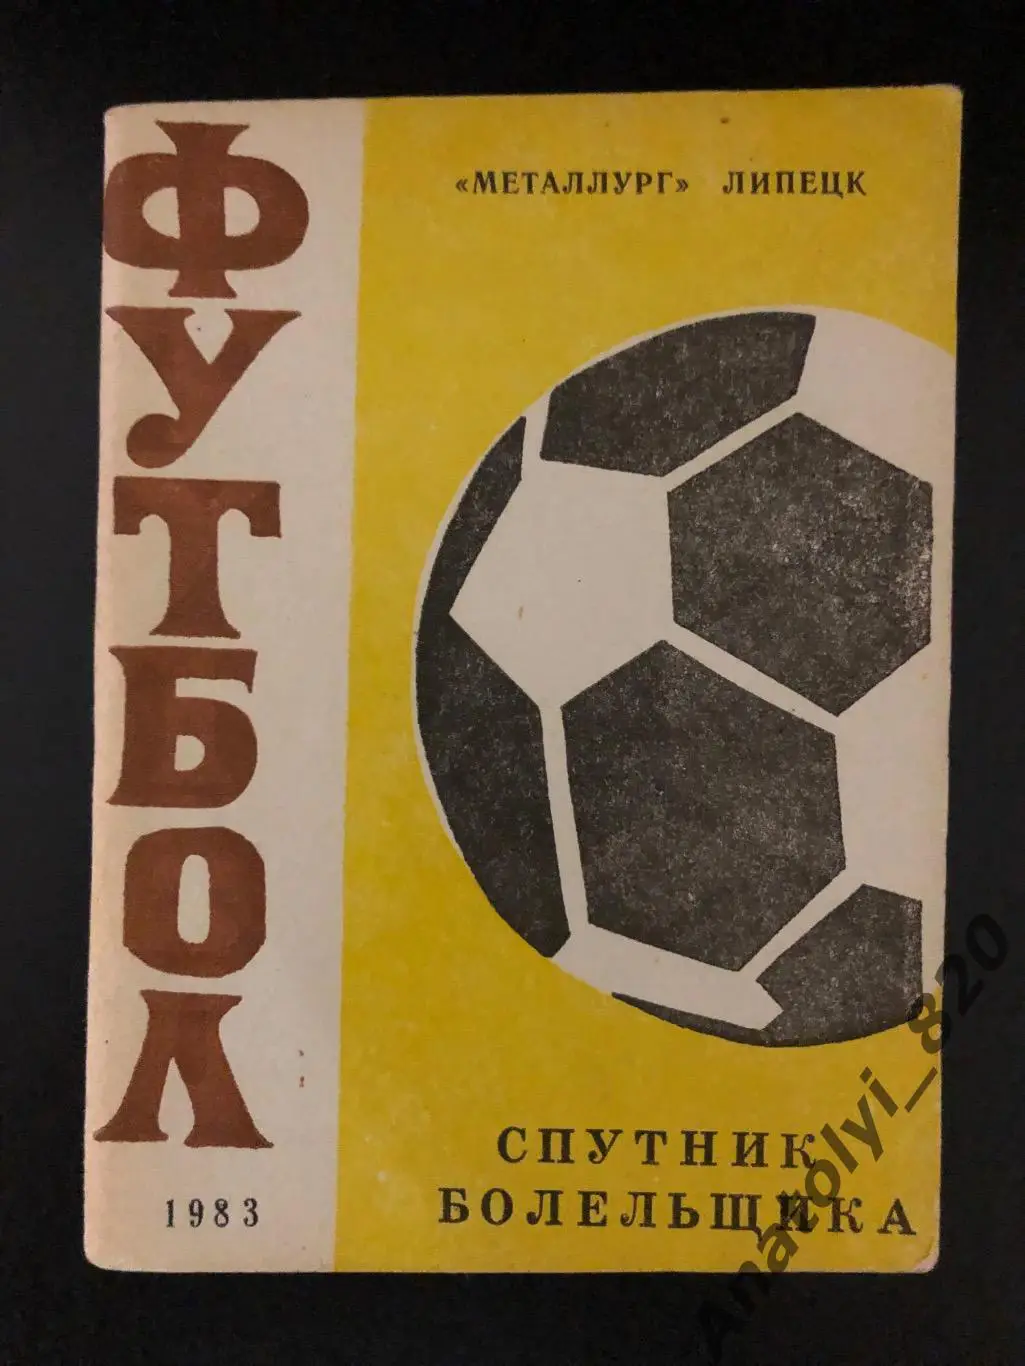 «МЕТАЛЛУРГ» ЛИПЕЦК
ФУТБОЛ
СПУТНИК
БОЛЕЛЬЩИКА
1983
Anatolyi_820